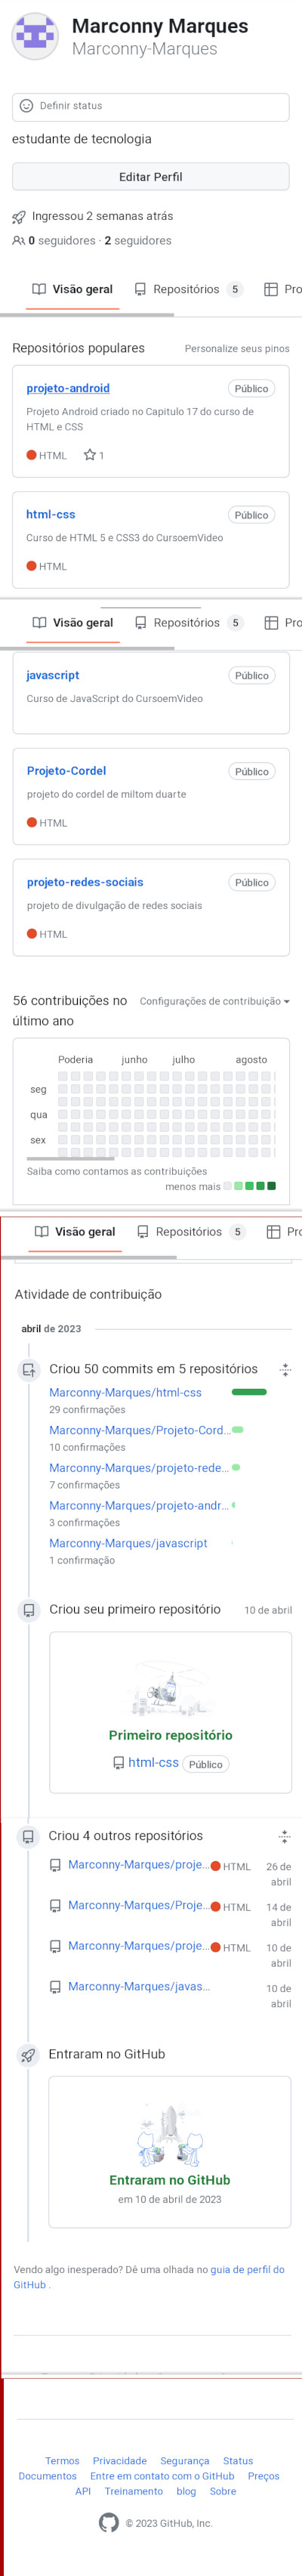 Marconny Marques
Marconny-Marques
Definir status
estudante de tecnologia
Editar Perfil
Ingressou 2 semanas atrás
0 seguidores · 2 seguidores
Visão geral Repositórios 5 Pro
Repositórios populares Personalize seus pinos
projeto-android Público
Projeto Android criado no Capitulo 17 do curso de
HTML e CSS
HTML 1
html-css Público
Curso de HTML 5 e CSS3 do CursoemVideo
HTML
Visão geral Repositórios 5 Pro
javascript Público
Curso de JavaScript do CursoemVideo
Projeto-Cordel Público
projeto do cordel de miltom duarte
HTML
projeto-redes-sociais Público
projeto de divulgação de redes sociais
HTML
56 contribuições no Configurações de contribuição
último ano
Poderia junho julho agosto
seg
qua
sex
Saiba como contamos as contribuições
menos mais
Visão geral Repositórios 5 Pro
Atividade de contribuição
abril de 2023
Criou 50 commits em 5 repositórios
Marconny-Marques/html-css
29 confirmações
Marconny-Marques/Projeto-Cord...
10 confirmações
Marconny-Marques/projeto-rede...
7 confirmações
Marconny-Marques/projeto-andr...
3 confirmações
Marconny-Marques/javascript
1 confirmação
Criou seu primeiro repositório 10 de abril
Primeiro repositório
html-css Público
Criou 4 outros repositórios
Marconny-Marques/proje... HTML 26 de
abril
Marconny-Marques/Proje... HTML 14 de
abril
Marconny-Marques/proje... HTML 10 de
abril
Marconny-Marques/javas... 10 de
abril
Entraram no GitHub
Entraram no GitHub
em 10 de abril de 2023
Vendo algo inesperado? Dê uma olhada no guia de perfil do
GitHub .
Termos Privacidade Segurança Status
Documentos Entre em contato com o GitHub Preços
API Treinamento blog Sobre
© 2023 GitHub, Inc.